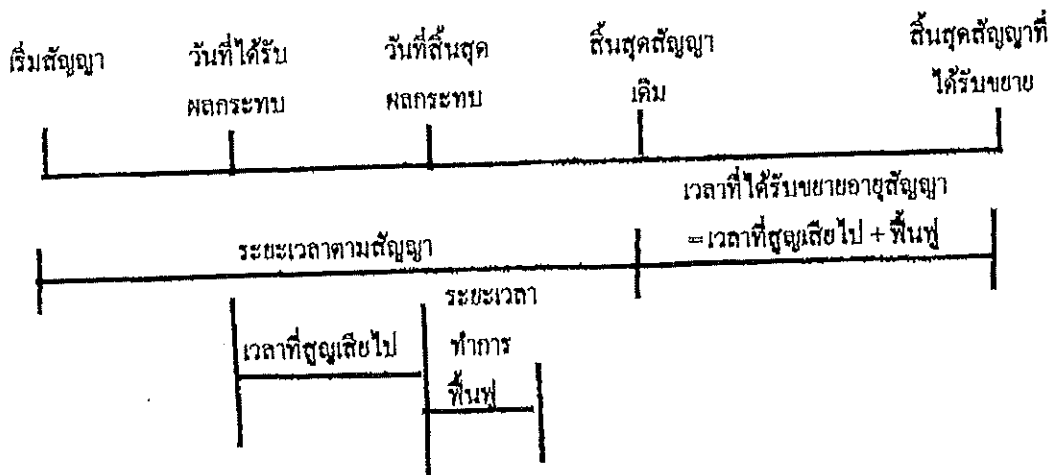 เริ่มสัญญา
วันที่ได้รับ
ผลกระทบ
วันที่สิ้นสุด
ผลกระทบ
สิ้นสุดสัญญา
เดิม
สิ้นสุดสัญญาที่
ได้รับขยาย
เวลาที่ได้รับขยายอายุสัญญา
=เวลาที่สูญเสียไป + ฟื้นฟู
ระยะเวลาตามสัญญา
เวลาที่สูญเสียไป
ระยะเวลา
ทำการ
ฟื้นฟู